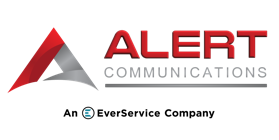 ALERT
COMMUNICATIONS
An EverService Company